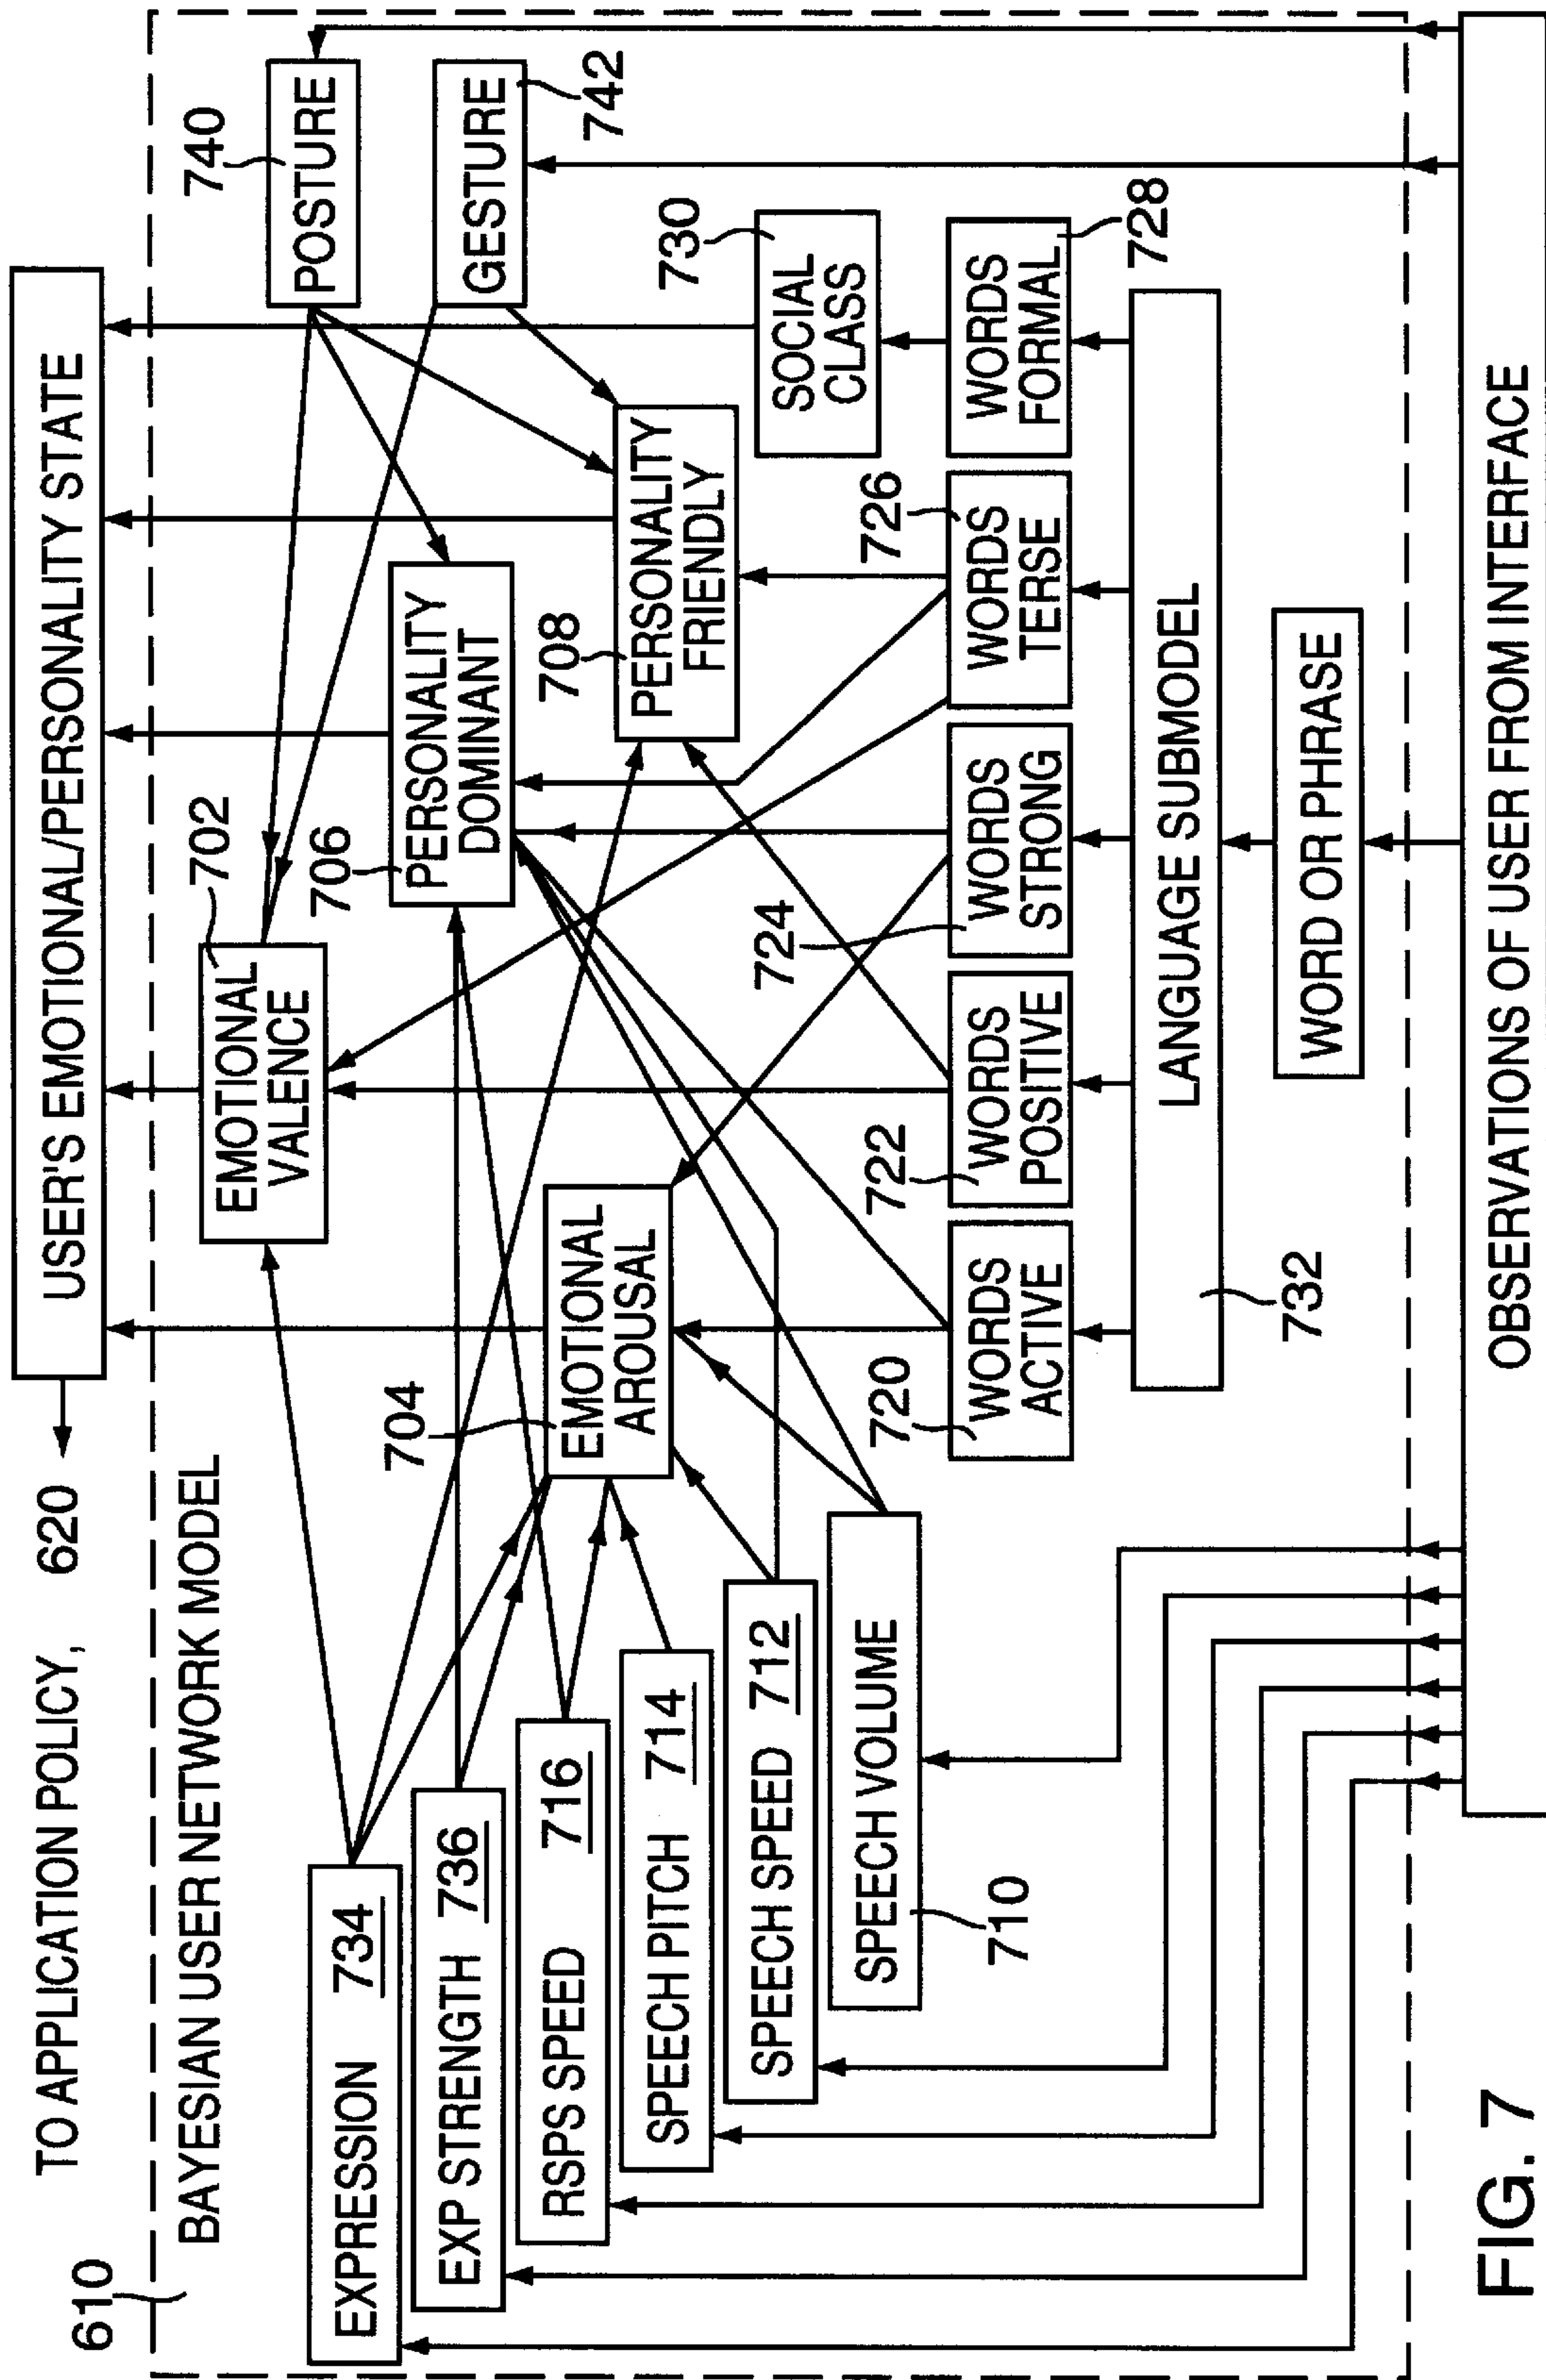 TO APPLICATION POLICY, 620
USER'S EMOTIONAL/PERSONALITY STATE
610
BAYESIAN USER NETWORK MODEL
702
EMOTIONAL
VALENCE
740
POSTURE
EXPRESSION 734
706
PERSONALITY
DOMINANT
GESTURE
742
EXP STRENGTH 736
704
EMOTIONAL
AROUSAL
708
PERSONALITY
FRIENDLY
RSPS SPEED 716
SPEECH PITCH 714
730
SOCIAL
CLASS
SPEECH SPEED 712
SPEECH VOLUME
710
720
WORDS
ACTIVE
722
WORDS
POSITIVE
724
WORDS
STRONG
726
WORDS
TERSE
WORDS
FORMAL
728
LANGUAGE SUBMODEL
732
WORD OR PHRASE
OBSERVATIONS OF USER FROM INTERFACE
FIG. 7